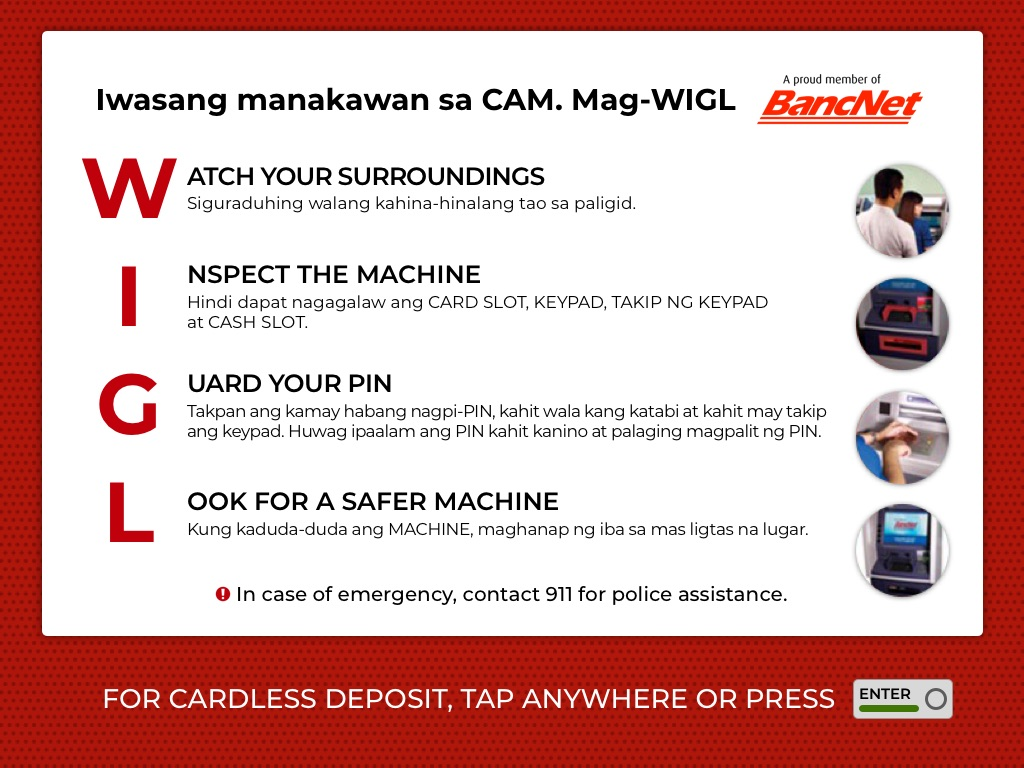 Iwasang manakawan sa CAM. Mag-WIGL
A proud member of
BancNet
WATCH YOUR SURROUNDINGS
Siguraduhing walang kahina-hinalang tao sa paligid.
INSPECT THE MACHINE
Hindi dapat nagagalaw ang CARD SLOT, KEYPAD, TAKIP NG KEYPAD
at CASH SLOT.
GUARD YOUR PIN
Takpan ang kamay habang nagpi-PIN, kahit wala kang katabi at kahit may takip
ang keypad. Huwag ipaalam ang PIN kahit kanino at palaging magpalit ng PIN.
LOOK FOR A SAFER MACHINE
Kung kaduda-duda ang MACHINE, maghanap ng iba sa mas ligtas na lugar.
! In case of emergency, contact 911 for police assistance.
FOR CARDLESS DEPOSIT, TAP ANYWHERE OR PRESS ENTER